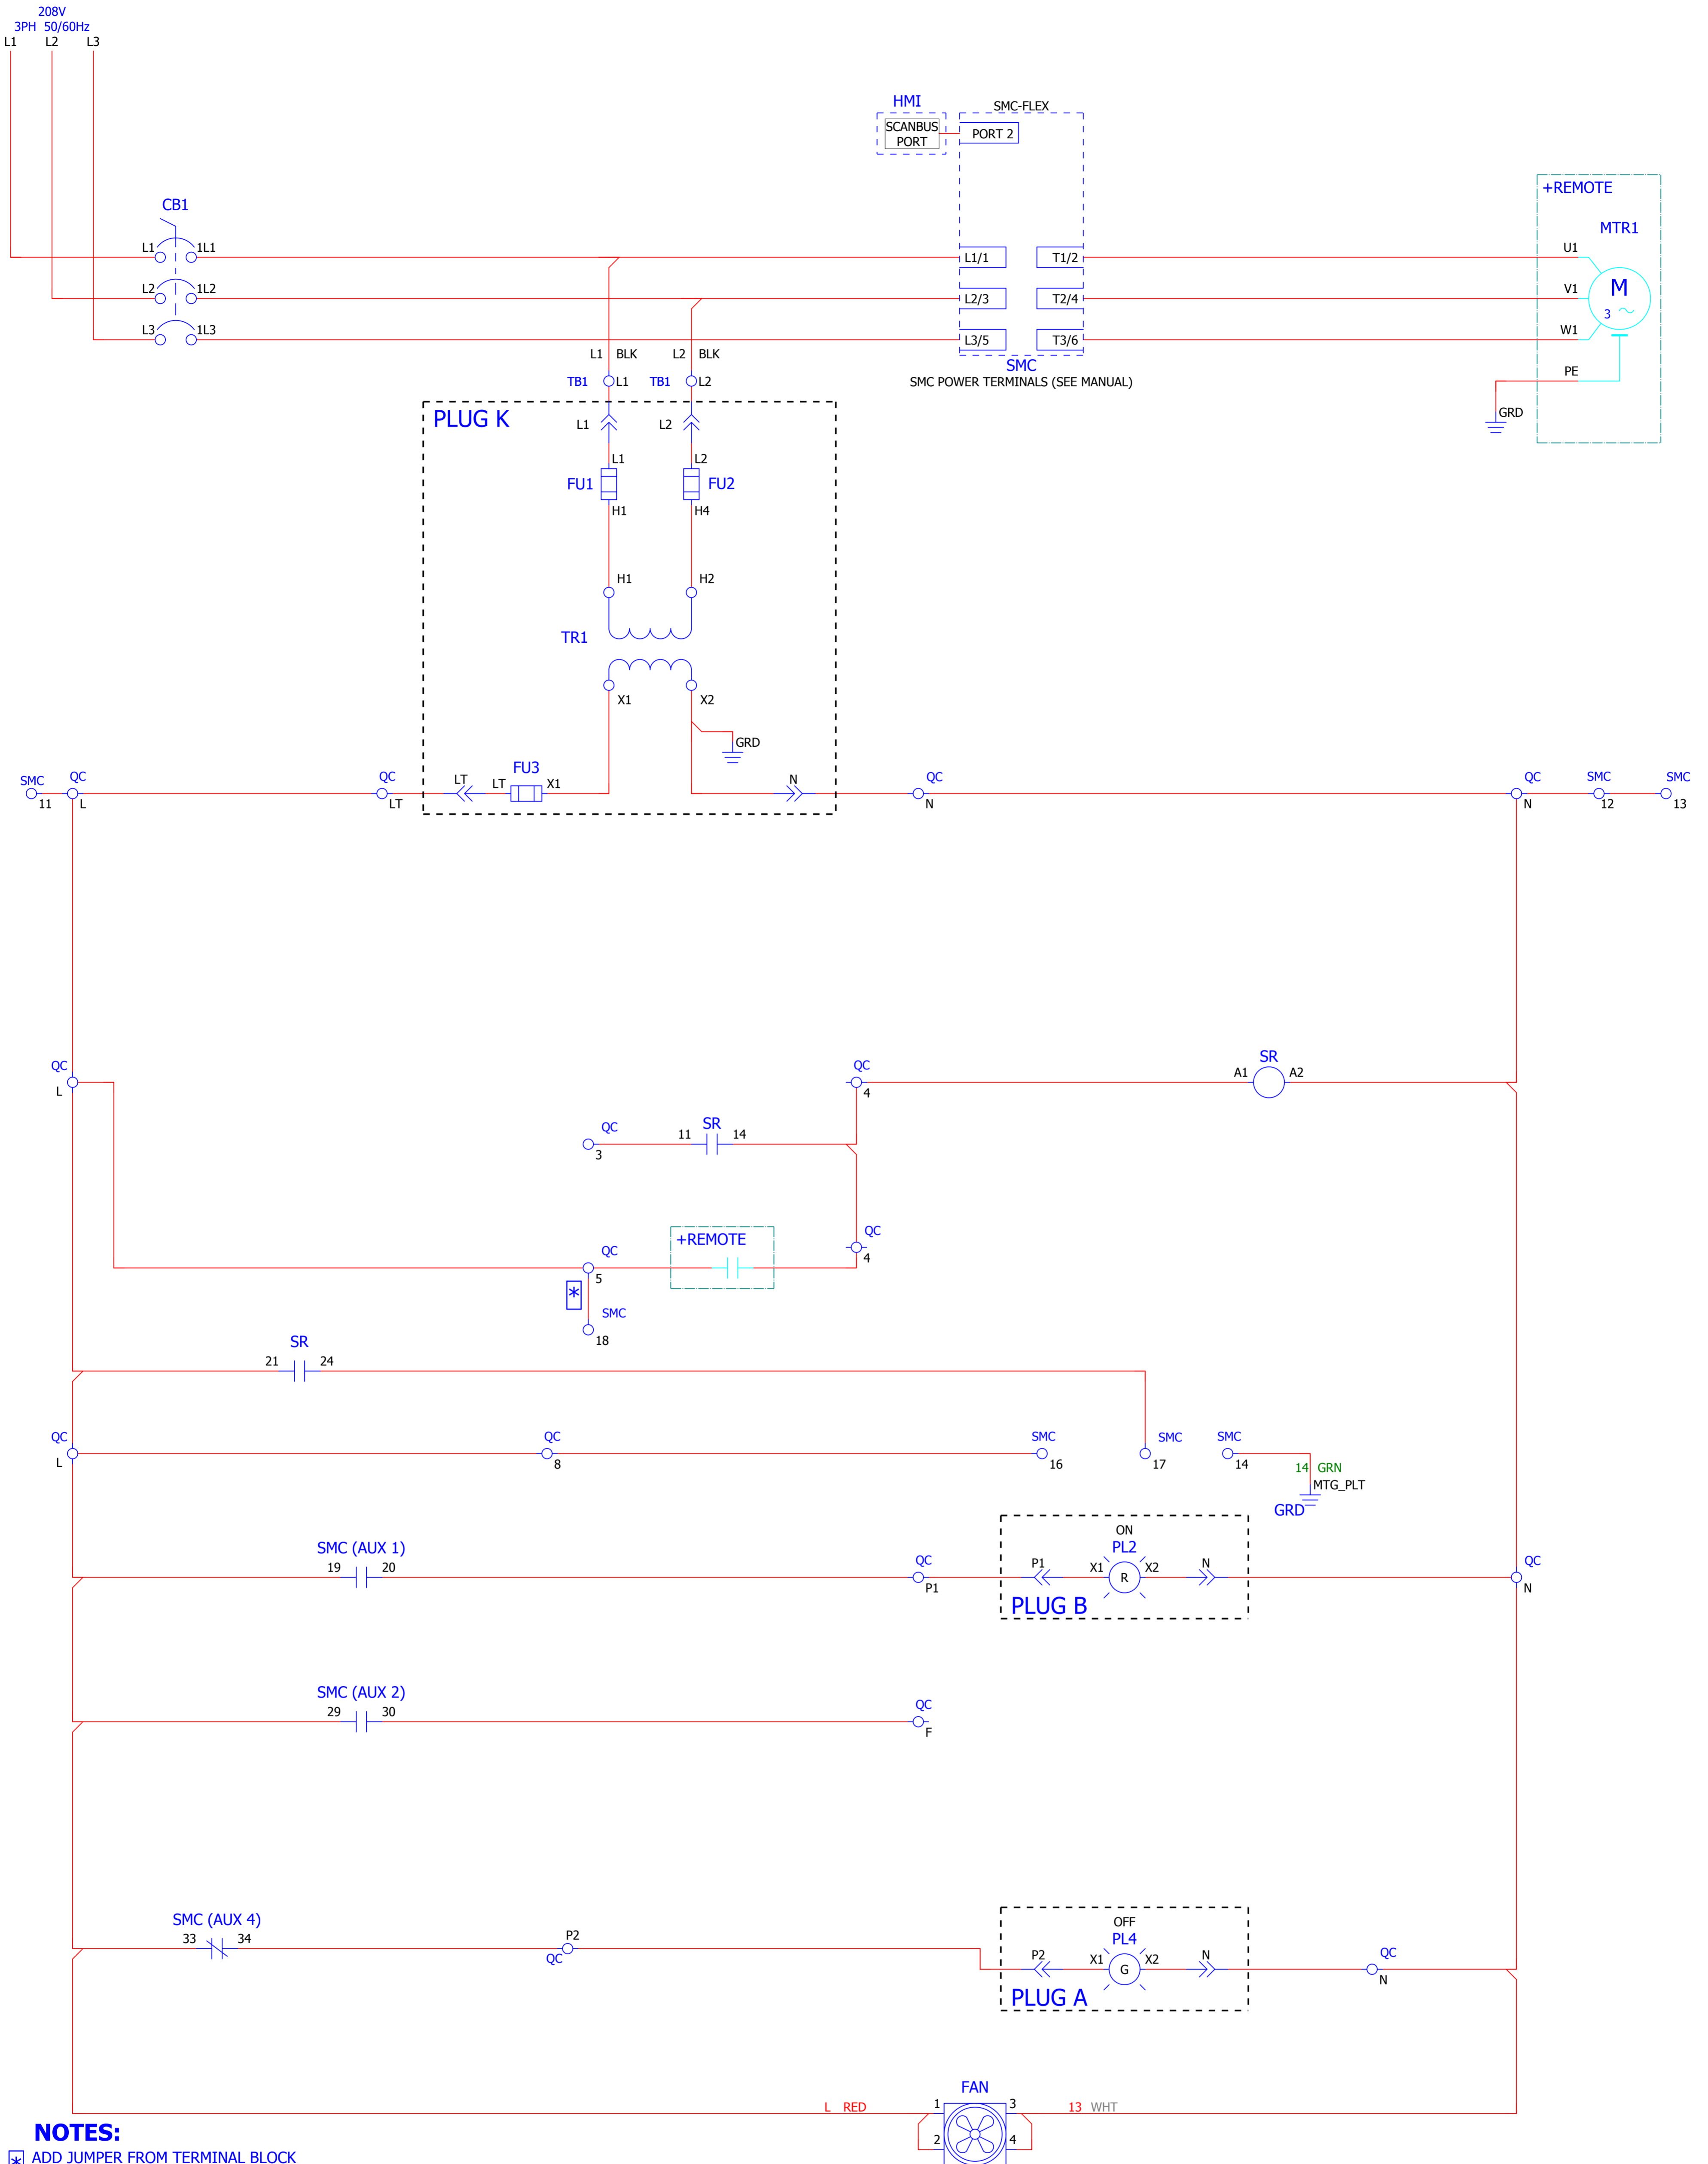 208V
3PH 50/60Hz
L1 L2 L3
HMI
SCANBUS
PORT
SMC-FLEX
PORT 2
+REMOTE
MTR1
CB1
L1 1L1
L1/1 T1/2
U1
L2 1L2
L2/3 T2/4
V1
M
3
L3 1L3
L3/5 T3/6
W1
SMC
SMC POWER TERMINALS (SEE MANUAL)
PE
GRD
L1 BLK L2 BLK
TB1 L1 TB1 L2
PLUG K
L1 L2
L1 L2
FU1 FU2
H1 H4
H1 H2
TR1
X1 X2
GRD
SMC QC QC LT FU3 N QC QC SMC SMC
11 L LT LT X1 N N 12 13
QC QC SR
L 4 A1 A2
QC SR
3 11 14
+REMOTE QC
4
QC
5
*
SMC
18
SR
21 24
QC QC SMC SMC SMC
L 8 16 17 14
14 GRN
MTG_PLT
GRD
SMC (AUX 1)
19 20
QC
P1
ON
PL2
P1 X1 R X2 N
PLUG B
QC
N
SMC (AUX 2)
29 30
QC
F
SMC (AUX 4)
33 34
P2
QC
OFF
PL4
P2 X1 G X2 N
PLUG A
QC
N
FAN
L RED 1 3 13 WHT
2 4
NOTES:
* ADD JUMPER FROM TERMINAL BLOCK